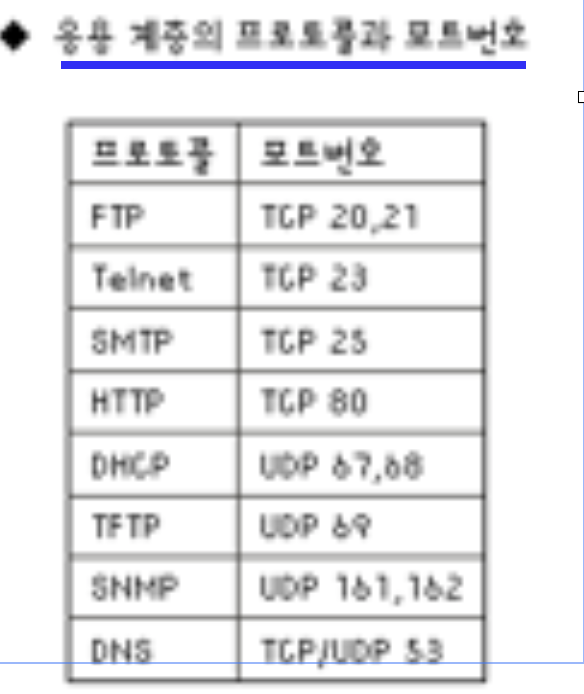 ◆ 응용 계층의 프로토콜과 포트번호
프로토콜 포트번호
FTP TCP 20,21
Telnet TCP 23
SMTP TCP 25
HTTP TCP 80
DHCP UDP 67,68
TFTP UDP 69
SNMP UDP 161,162
DNS TCP/UDP 53